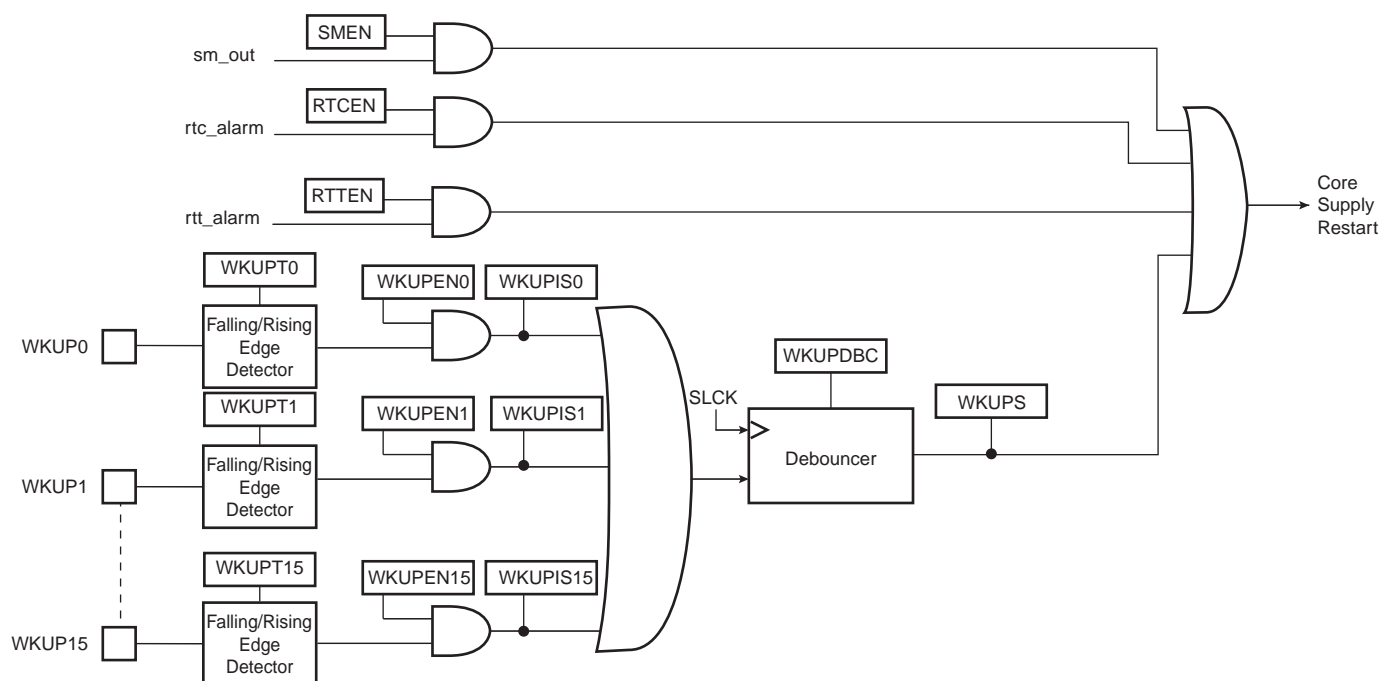 SMEN
sm_out
RTCEN
rtc_alarm
RTTEN
rtt_alarm
Core
Supply
Restart
WKUPT0
WKUPEN0
WKUPIS0
Falling/Rising
Edge
Detector
WKUP0
WKUPT1
WKUPEN1
WKUPIS1
Falling/Rising
Edge
Detector
WKUP1
WKUPDBC
SLCK
Debouncer
WKUPS
WKUPT15
WKUPEN15
WKUPIS15
Falling/Rising
Edge
Detector
WKUP15